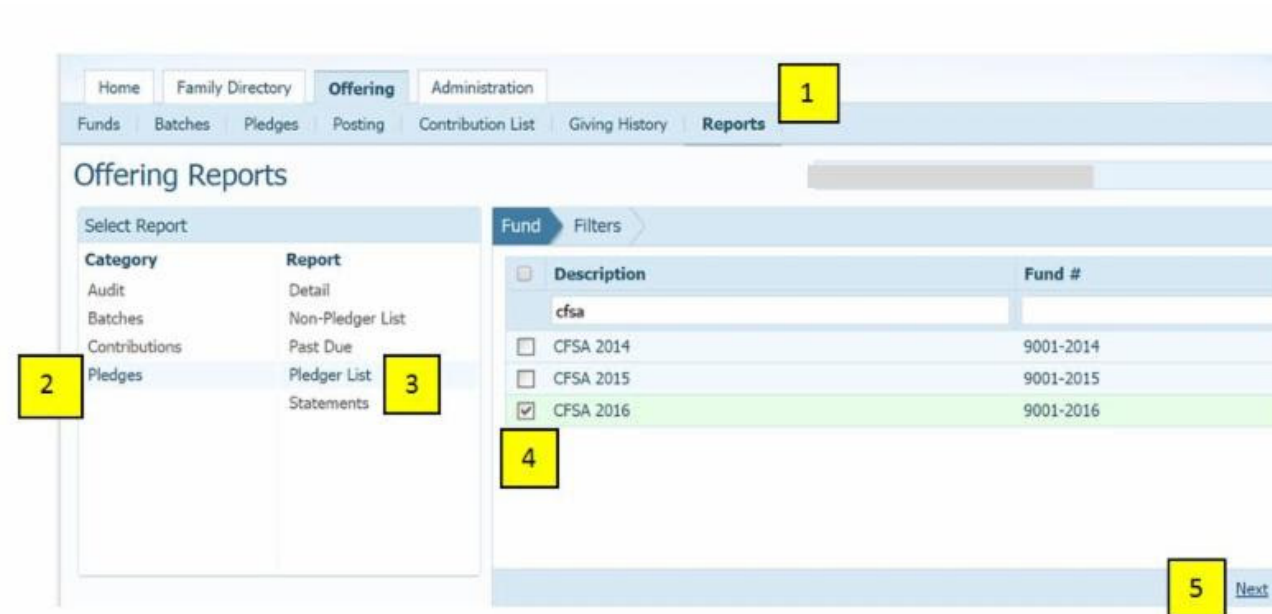 Home Family Directory Offering Administration
1
Funds Batches Pledges Posting Contribution List Giving History Reports
Offering Reports
Select Report
Category Report
Audit Detail
Batches Non-Pledger List
Contributions Past Due
2 Pledges Pledger List 3
Statements
Fund Filters
Description Fund #
cfsa
CFSA 2014 9001-2014
CFSA 2015 9001-2015
CFSA 2016 9001-2016
4
5 Next